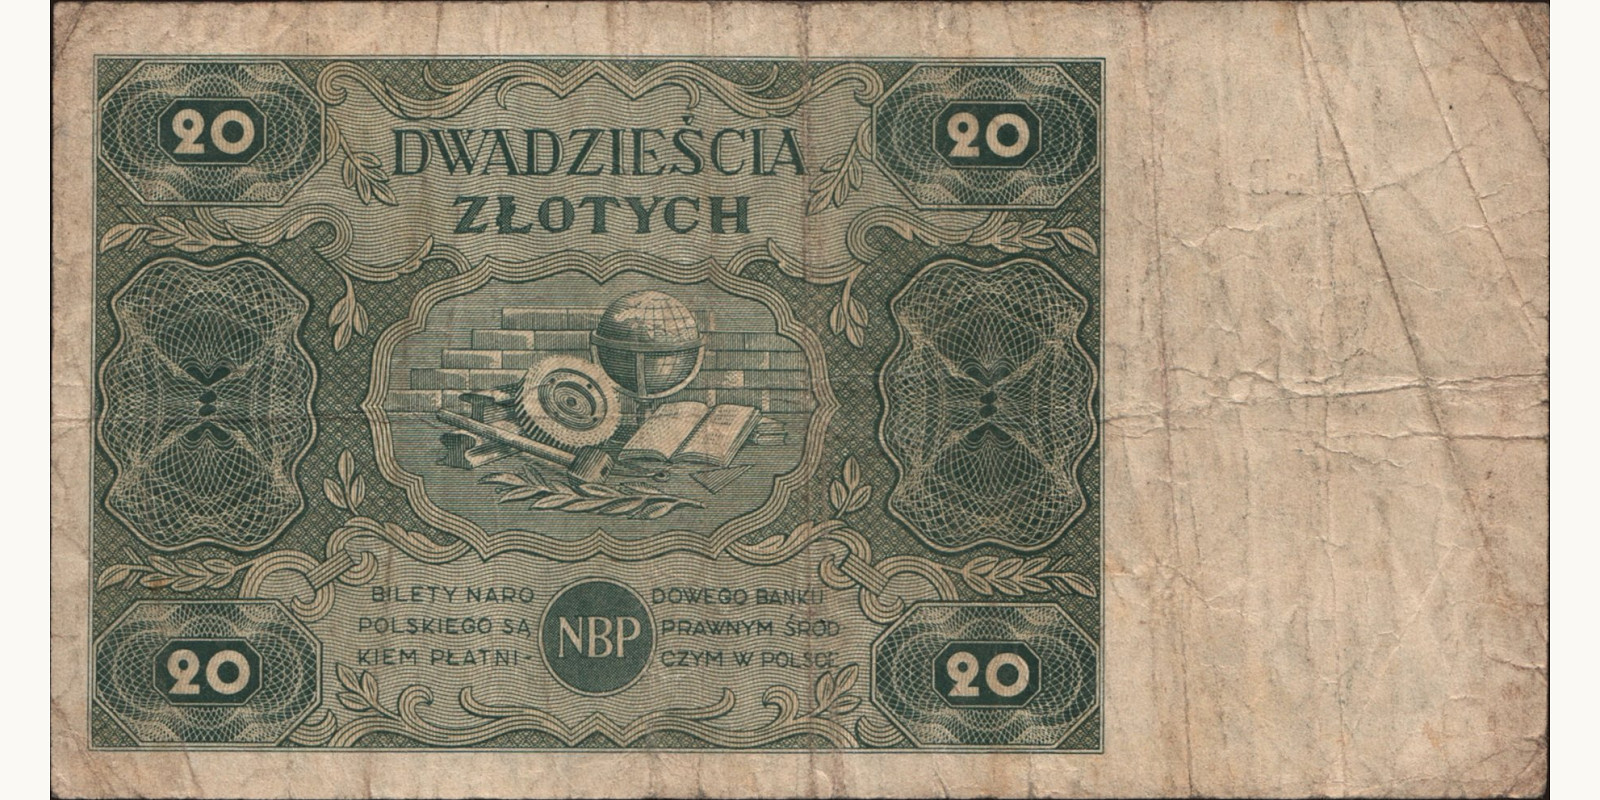 20 20
DWADZIEŚCIA
ZŁOTYCH
BILETY NARO NBP DOWEGO BANKU
POLSKIEGO SĄ PRAWNYM ŚROD
KIEM PŁATNI- CZYM W POLSCE
20 20